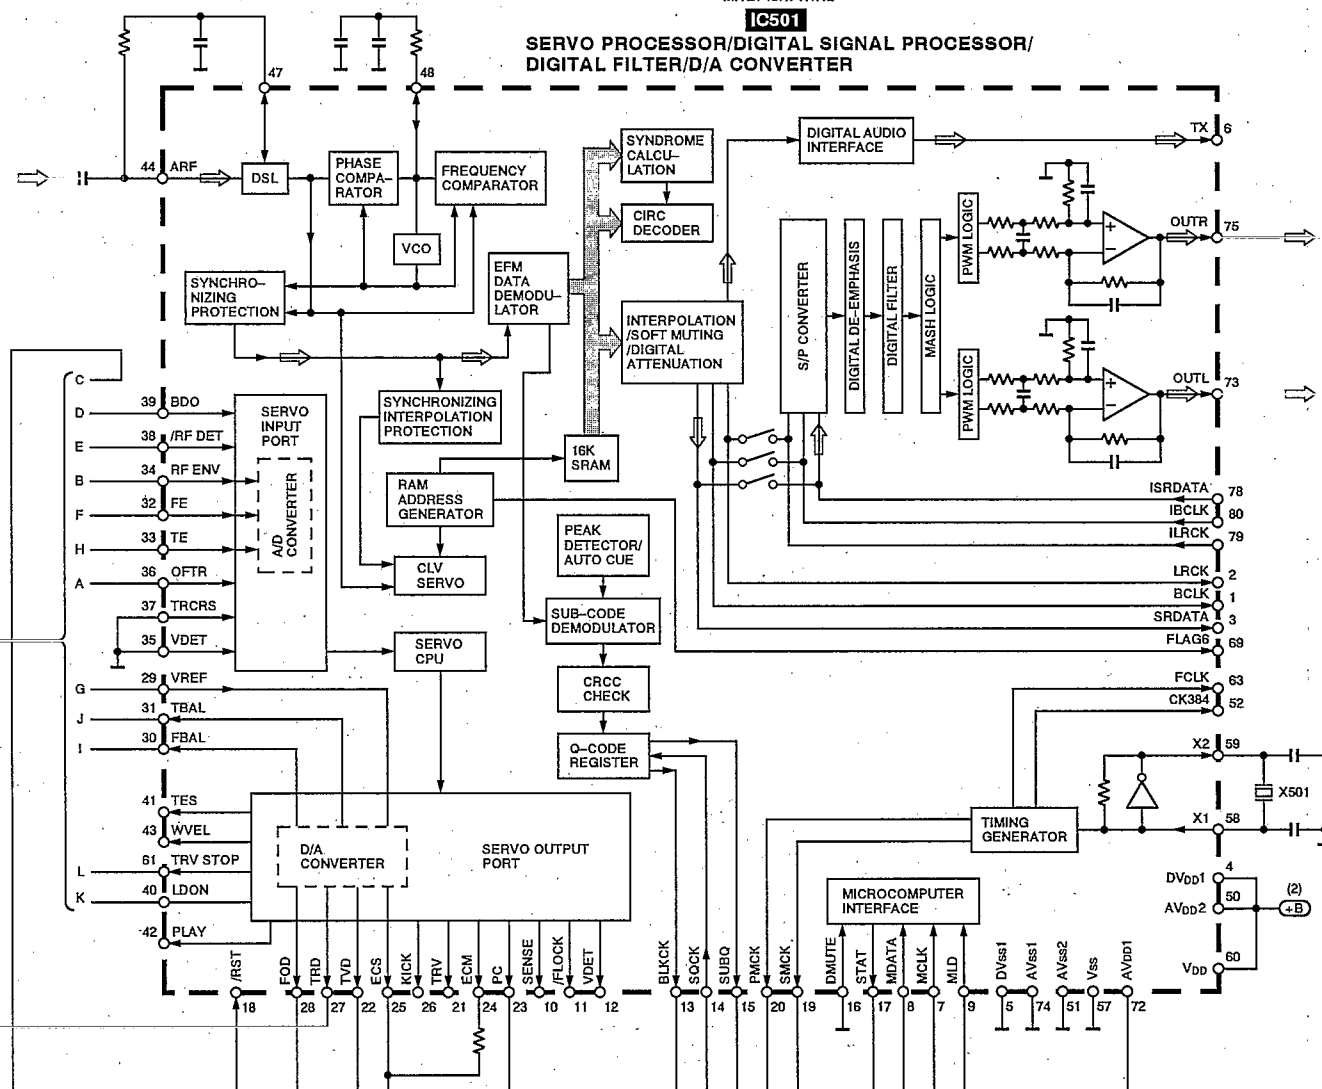 IC501
SERVO PROCESSOR/DIGITAL SIGNAL PROCESSOR/
DIGITAL FILTER/D/A CONVERTER
47
48
44 ARF
DSL
PHASE
COMPA-
RATOR
FREQUENCY
COMPARATOR
VCO
SYNCHRO-
NIZING
PROTECTION
EFM
DATA
DEMODU-
LATOR
SYNDROME
CALCU-
LATION
CIRC
DECODER
DIGITAL AUDIO
INTERFACE
TX 6
INTERPOLATION
/SOFT MUTING
/DIGITAL
ATTENUATION
S/P CONVERTER
DIGITAL DE-EMPHASIS
DIGITAL FILTER
MASH LOGIC
PWM LOGIC
+
-
OUTR 75
PWM LOGIC
+
-
OUTL 73
SYNCHRONIZING
INTERPOLATION
PROTECTION
16K
SRAM
RAM
ADDRESS
GENERATOR
CLV
SERVO
PEAK
DETECTOR/
AUTO CUE
SUB-CODE
DEMODULATOR
CRCC
CHECK
Q-CODE
REGISTER
SERVO
CPU
C
D 39 BDO
E 38 /RF DET
B 34 RF ENV
F 32 FE
H 33 TE
A 36 OFTR
37 TRCRS
35 VDET
G 29 VREF
J 31 TBAL
I 30 FBAL
41 TES
43 WVEL
L 61 TRV STOP
K 40 LDON
42 PLAY
SERVO
INPUT
PORT
A/D
CONVERTER
D/A
CONVERTER
SERVO OUTPUT
PORT
ISRDATA 78
IBCLK 80
ILRCK 79
LRCK 2
BCLK 1
SRDATA 3
FLAG6 69
FCLK 63
CK384 52
X2 59
X501
X1 58
TIMING
GENERATOR
DVDD1 4
AVDD2 50
(2)
+B
VDD 60
MICROCOMPUTER
INTERFACE
/RST 18
FOD 28
TRD 27
TVD 22
ECS 25
KICK 26
TRV 21
ECM 24
PC 23
SENSE 10
/FLOCK 11
VDET 12
BLKCK 13
SQCK 14
SUBQ 15
PMCK 20
SMCK 19
DMUTE 16
STAT 17
MDATA 8
MCLK 7
MLD 9
DVSS1 5
AVSS1 74
AVSS2 51
VSS 57
AVDD1 72